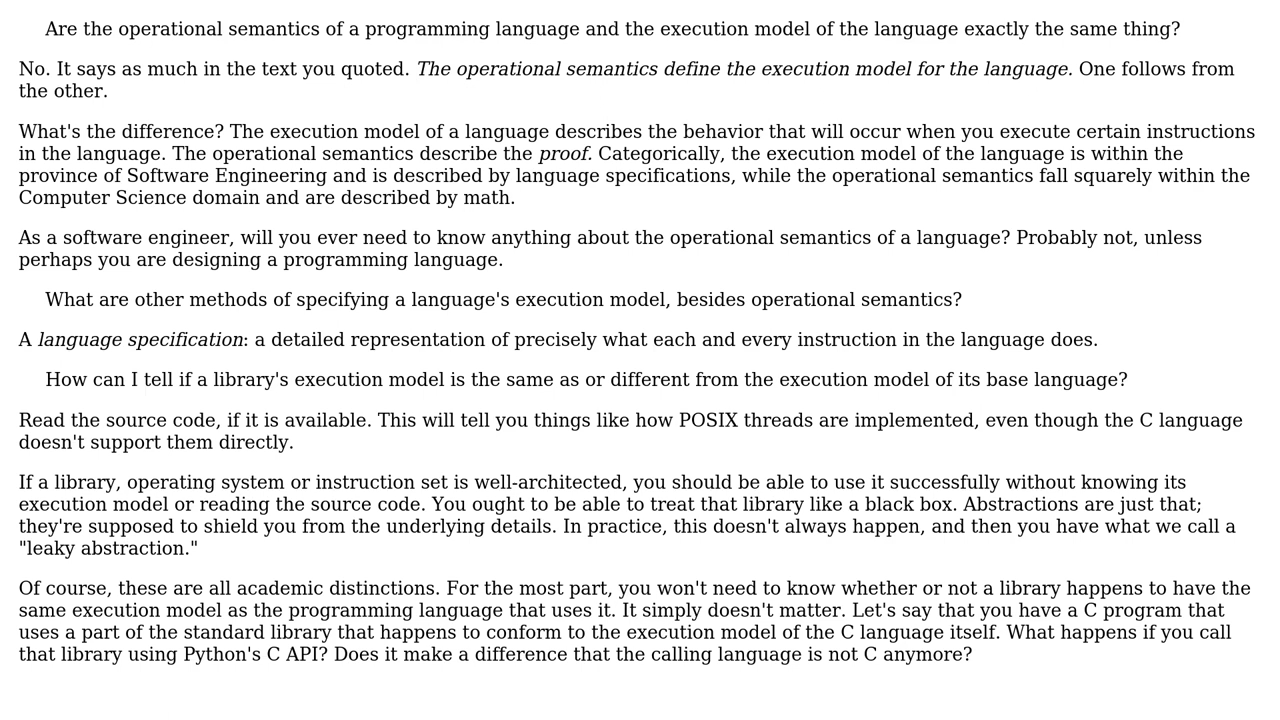 Are the operational semantics of a programming language and the execution model of the language exactly the same thing?
No. It says as much in the text you quoted. The operational semantics define the execution model for the language. One follows from
the other.
What's the difference? The execution model of a language describes the behavior that will occur when you execute certain instructions
in the language. The operational semantics describe the proof. Categorically, the execution model of the language is within the
province of Software Engineering and is described by language specifications, while the operational semantics fall squarely within the
Computer Science domain and are described by math.
As a software engineer, will you ever need to know anything about the operational semantics of a language? Probably not, unless
perhaps you are designing a programming language.
What are other methods of specifying a language's execution model, besides operational semantics?
A language specification: a detailed representation of precisely what each and every instruction in the language does.
How can I tell if a library's execution model is the same as or different from the execution model of its base language?
Read the source code, if it is available. This will tell you things like how POSIX threads are implemented, even though the C language
doesn't support them directly.
If a library, operating system or instruction set is well-architected, you should be able to use it successfully without knowing its
execution model or reading the source code. You ought to be able to treat that library like a black box. Abstractions are just that;
they're supposed to shield you from the underlying details. In practice, this doesn't always happen, and then you have what we call a
"leaky abstraction."
Of course, these are all academic distinctions. For the most part, you won't need to know whether or not a library happens to have the
same execution model as the programming language that uses it. It simply doesn't matter. Let's say that you have a C program that
uses a part of the standard library that happens to conform to the execution model of the C language itself. What happens if you call
that library using Python's C API? Does it make a difference that the calling language is not C anymore?